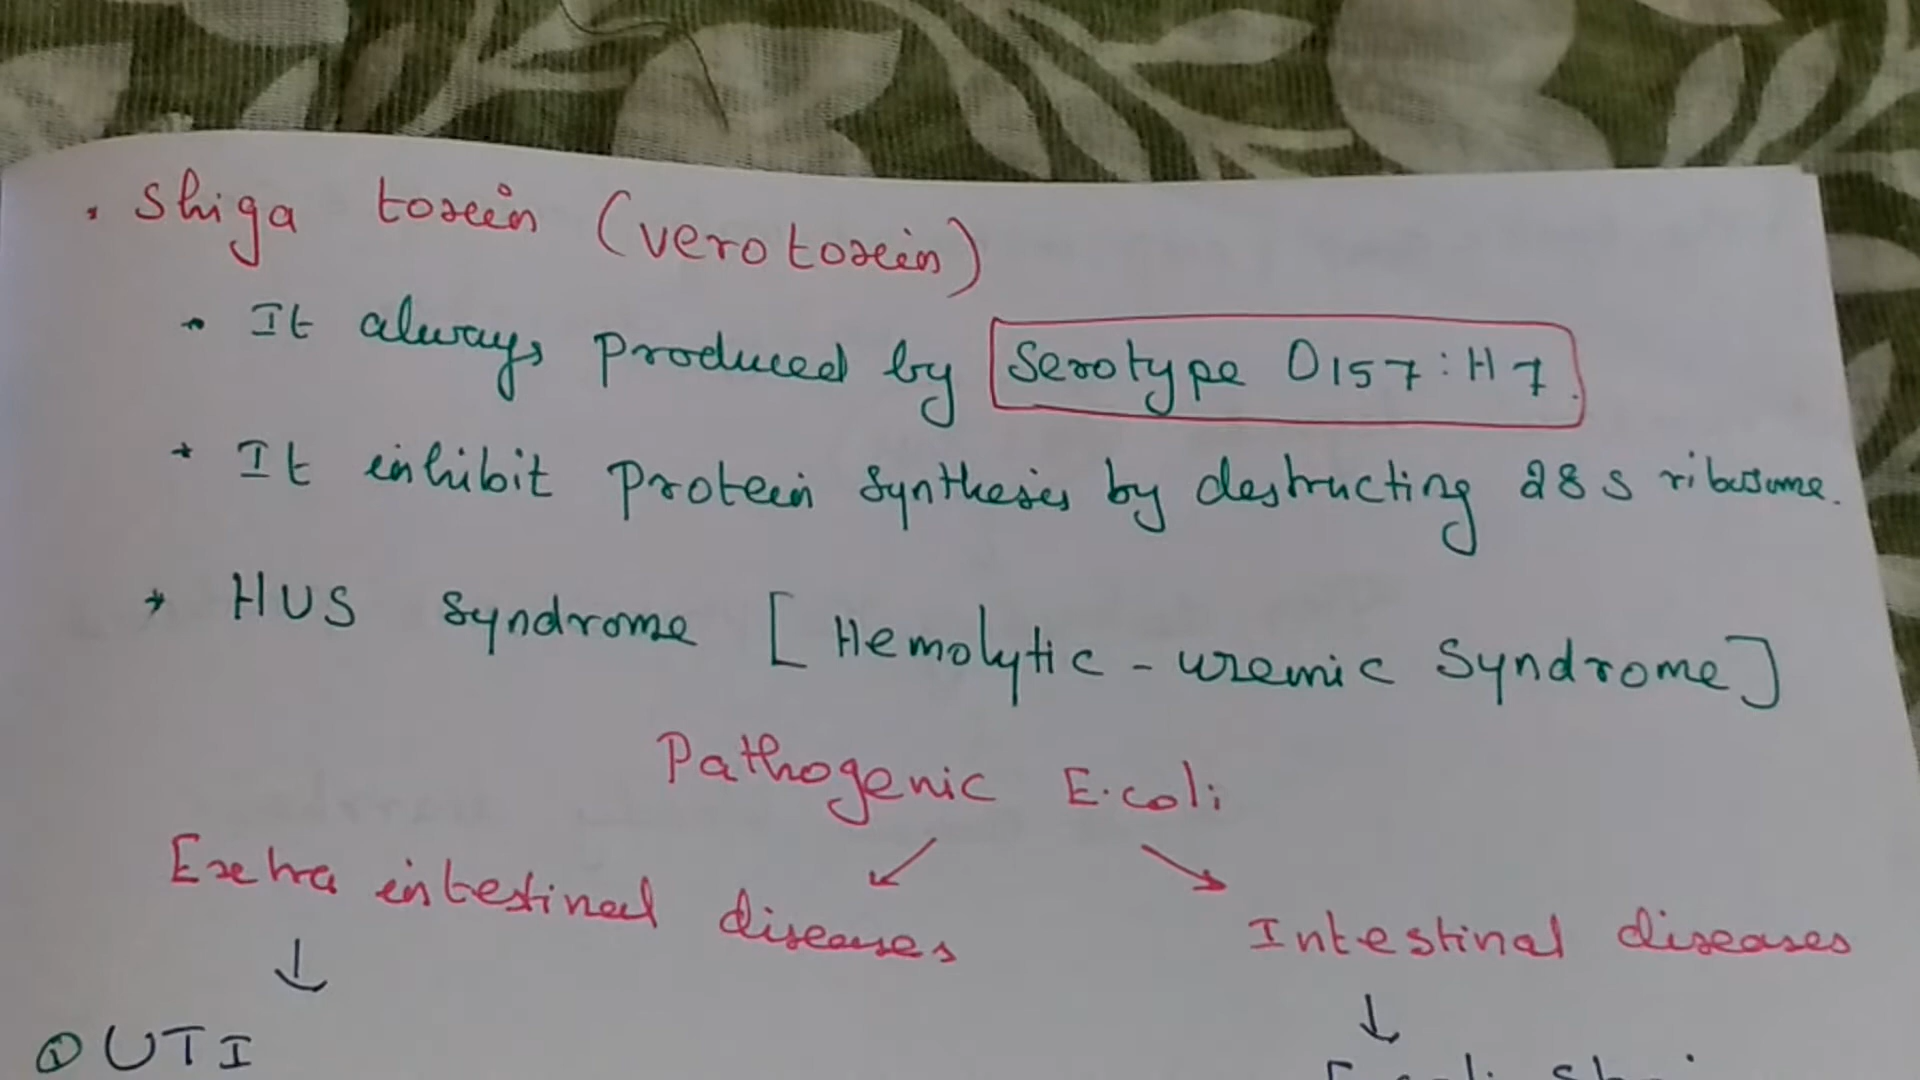 • Shiga toxin (verotoxin)
• It always produced by Serotype O157:H7.
* It inhibit protein synthesis by destructing 28s ribosome.
* HUS syndrome [Hemolytic-uremic Syndrome]
Pathogenic E.coli
↙ ↘
Extra intestinal diseases
Intestinal diseases
↓ ↓
① UTI